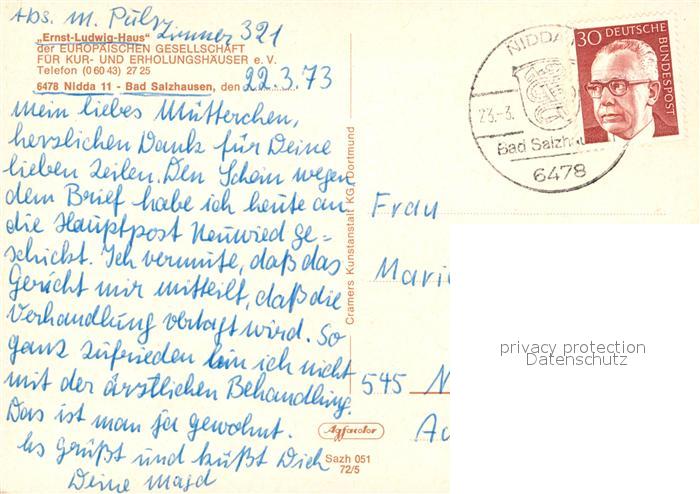 Abs. M. Puls, Zimmer 321
„Ernst-Ludwig-Haus"
der EUROPÄISCHEN GESELLSCHAFT
FÜR KUR- UND ERHOLUNGSHÄUSER e. V.
Telefon (0 60 43) 27 25
6478 Nidda 11 - Bad Salzhausen, den 22.3.73
Mein liebes Mütterchen,
herzlichen Dank für Deine
lieben Zeilen. Den Schein wegen
dem Brief habe ich heute an
die Hauptpost Neuwied ge=
schickt. Ich vermute, daß das
Gericht mir mitteilt, daß die
Verhandlung vertagt wird. So
ganz zufrieden bin ich nicht
mit der ärztlichen Behandlung.
Das ist man ja gewohnt.
Es grüßt und küßt Dich
Deine Magd
Cramers Kunstanstalt KG, Dortmund
Agfacolor
Sazh 051
72/5
NIDDA
23.-3.
Bad Salzhau
6478
30 DEUTSCHE
BUNDESPOST
Frau
Mari
545 N
privacy protection
Datenschutz